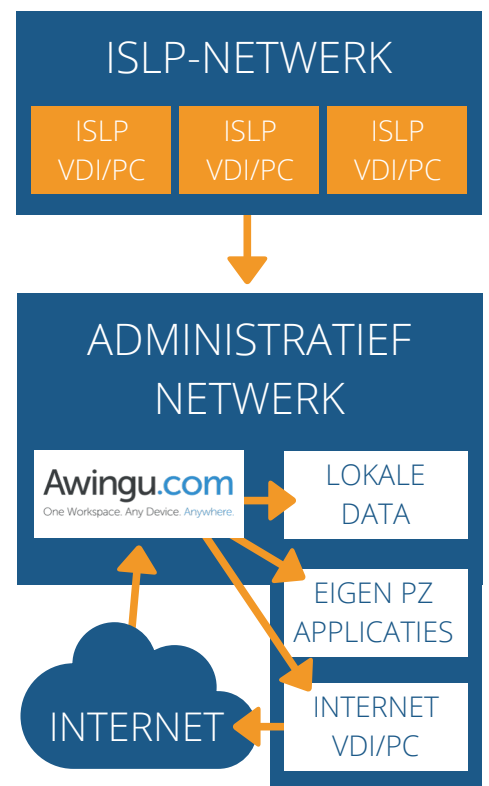 ISLP-NETWERK
ISLP
VDI/PC
ISLP
VDI/PC
ISLP
VDI/PC
ADMINISTRATIEF
NETWERK
Awingu.com
One Workspace. Any Device. Anywhere.
LOKALE
DATA
EIGEN PZ
APPLICATIES
INTERNET
VDI/PC
INTERNET